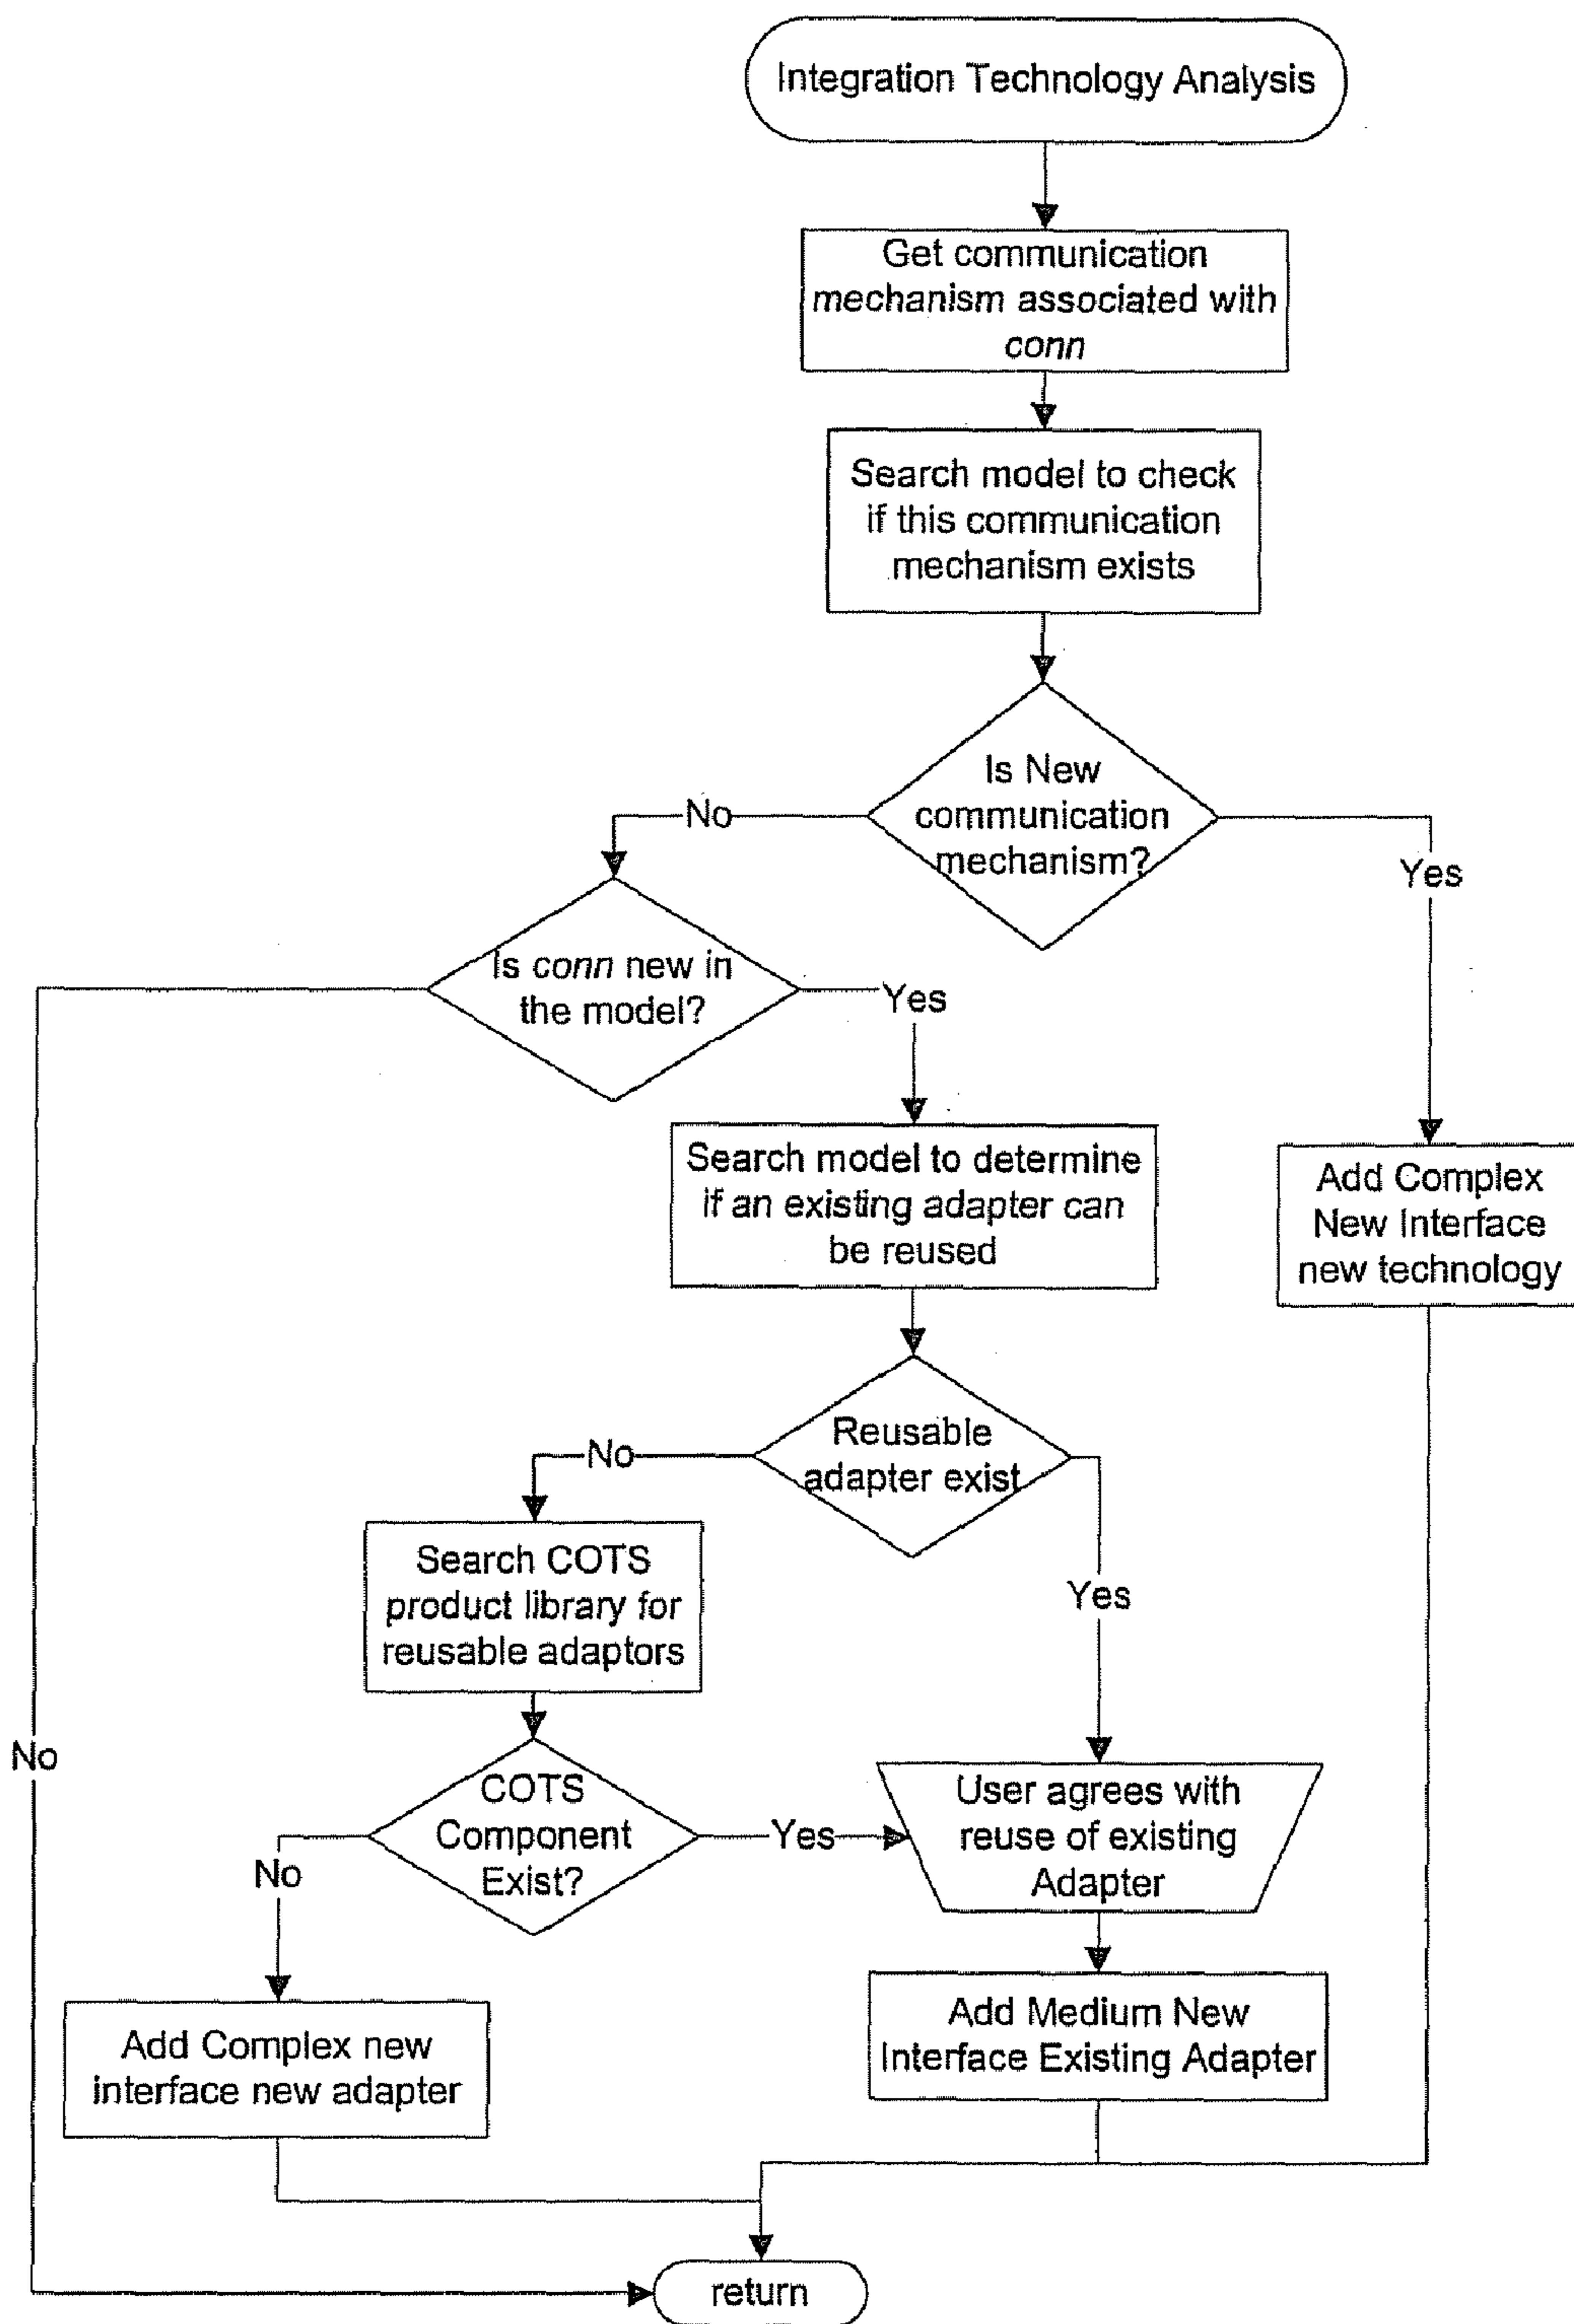 Integration Technology Analysis
Get communication
mechanism associated with
conn
Search model to check
if this communication
mechanism exists
Is New
communication
mechanism?
No
Yes
Is conn new in
the model?
Yes
Search model to determine
if an existing adapter can
be reused
Add Complex
New Interface
new technology
Reusable
adapter exist
No
Search COTS
product library for
reusable adaptors
Yes
No
COTS
Component
Exist?
Yes
User agrees with
reuse of existing
Adapter
No
Add Complex new
interface new adapter
Add Medium New
Interface Existing Adapter
return